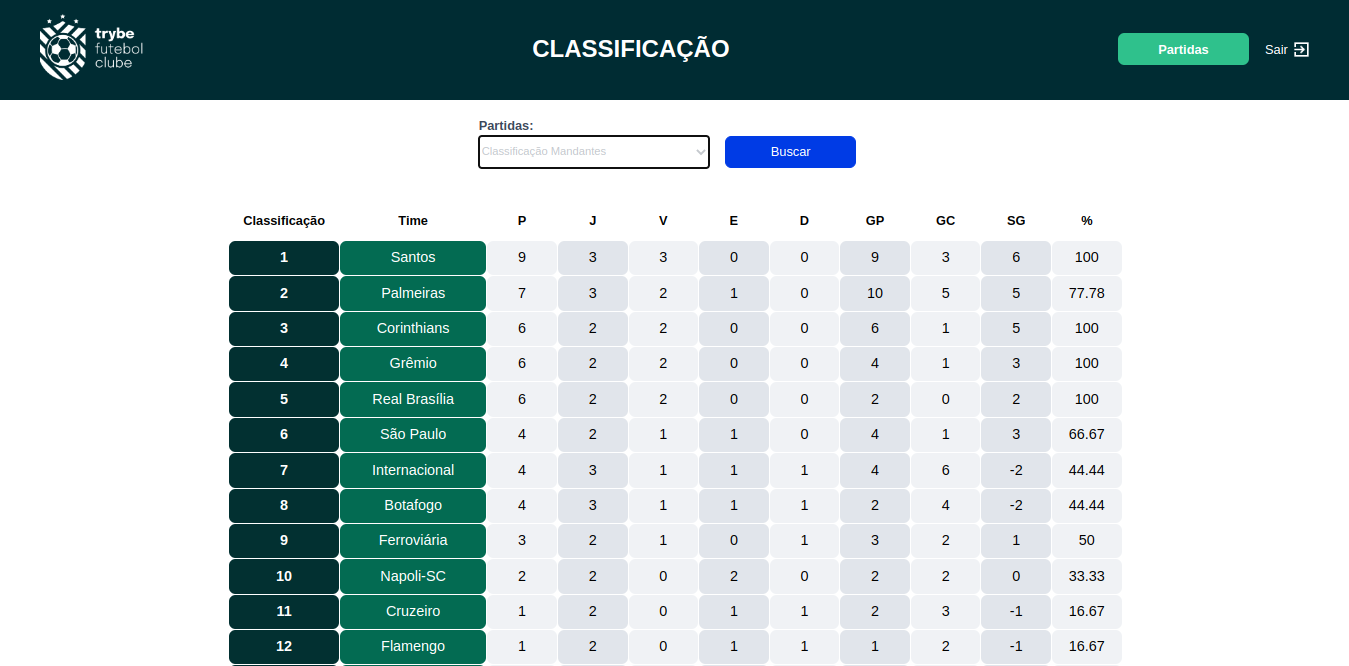 trybe
futebol
clube
CLASSIFICAÇÃO
Partidas
Sair
Partidas:
Classificação Mandantes
Buscar
Classificação Time P J V E D GP GC SG %
1 Santos 9 3 3 0 0 9 3 6 100
2 Palmeiras 7 3 2 1 0 10 5 5 77.78
3 Corinthians 6 2 2 0 0 6 1 5 100
4 Grêmio 6 2 2 0 0 4 1 3 100
5 Real Brasília 6 2 2 0 0 2 0 2 100
6 São Paulo 4 2 1 1 0 4 1 3 66.67
7 Internacional 4 3 1 1 1 4 6 -2 44.44
8 Botafogo 4 3 1 1 1 2 4 -2 44.44
9 Ferroviária 3 2 1 0 1 3 2 1 50
10 Napoli-SC 2 2 0 2 0 2 2 0 33.33
11 Cruzeiro 1 2 0 1 1 2 3 -1 16.67
12 Flamengo 1 2 0 1 1 1 2 -1 16.67